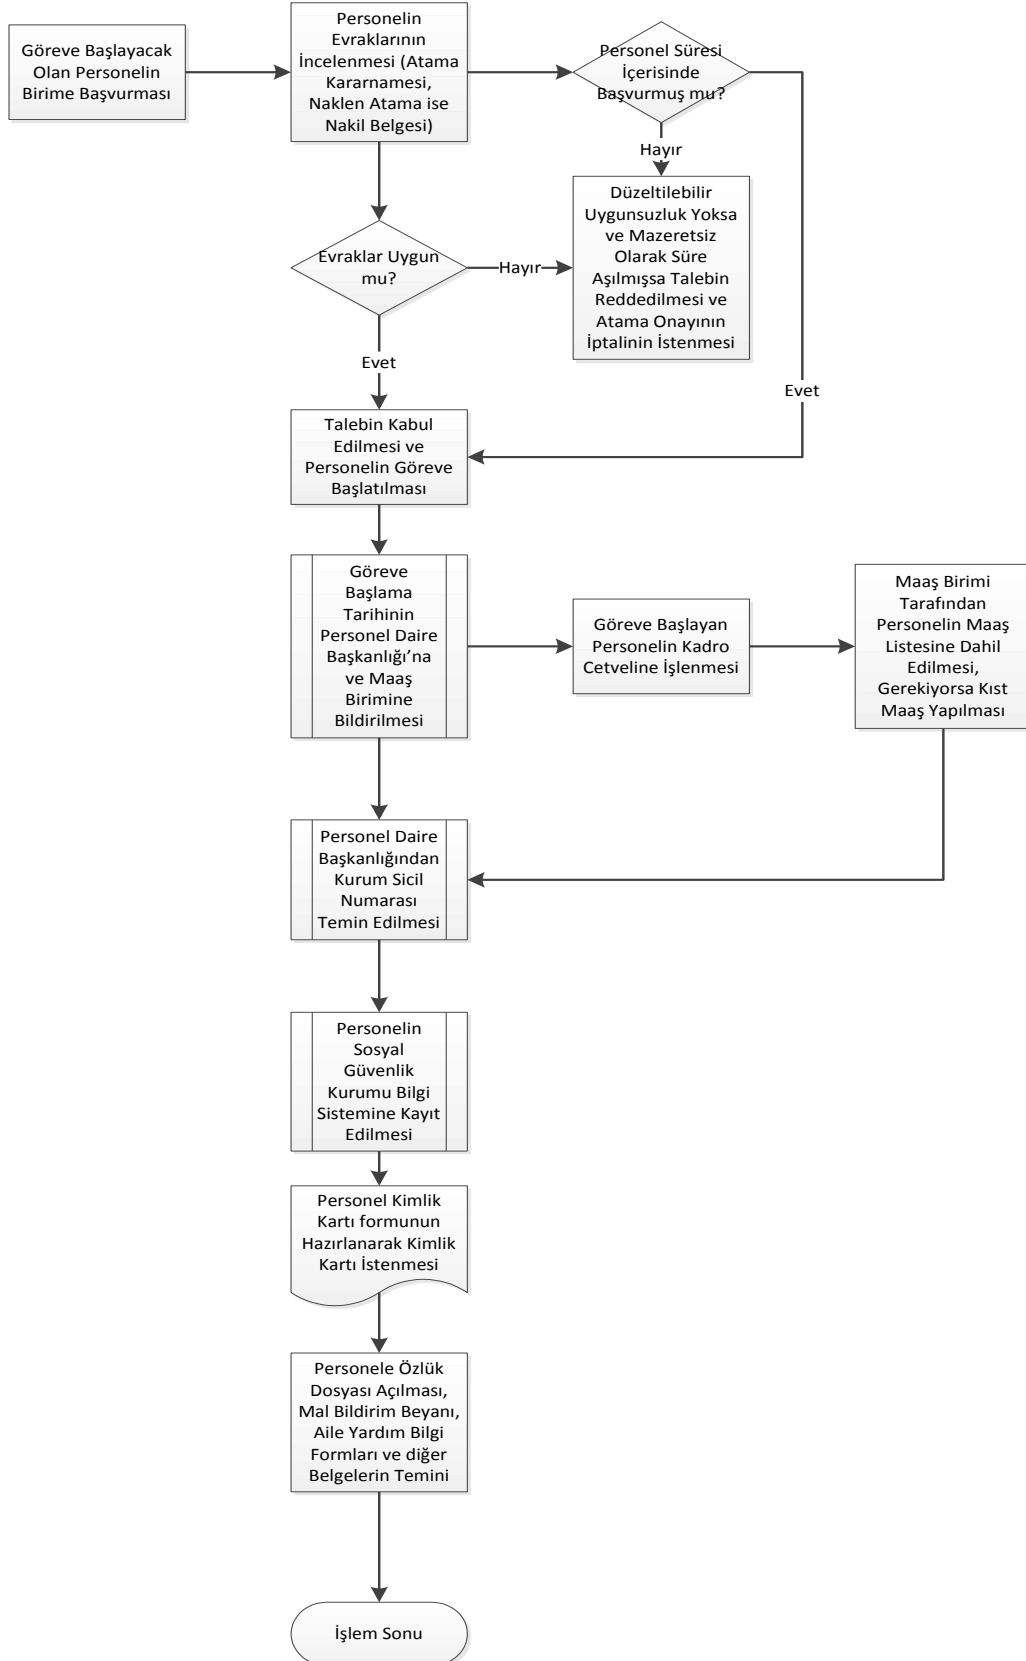 Göreve Başlayacak
Olan Personelin
Birime Başvurması
Personelin
Evraklarının
İncelenmesi (Atama
Kararnamesi,
Naklen Atama ise
Nakil Belgesi)
Personel Süresi
İçerisinde
Başvurmuş mu?
Hayır
Düzeltilebilir
Uygunsuzluk Yoksa
ve Mazeretsiz
Olarak Süre
Aşılmışsa Talebin
Reddedilmesi ve
Atama Onayının
İptalinin İstenmesi
Evraklar Uygun
mu?
Hayır
Evet
Evet
Talebin Kabul
Edilmesi ve
Personelin Göreve
Başlatılması
Göreve
Başlama
Tarihinin
Personel Daire
Başkanlığı’na
ve Maaş
Birimine
Bildirilmesi
Göreve Başlayan
Personelin Kadro
Cetveline İşlenmesi
Maaş Birimi
Tarafından
Personelin Maaş
Listesine Dahil
Edilmesi,
Gerekiyorsa Kıst
Maaş Yapılması
Personel Daire
Başkanlığından
Kurum Sicil
Numarası
Temin Edilmesi
Personelin
Sosyal
Güvenlik
Kurumu Bilgi
Sistemine Kayıt
Edilmesi
Personel Kimlik
Kartı formunun
Hazırlanarak Kimlik
Kartı İstenmesi
Personele Özlük
Dosyası Açılması,
Mal Bildirim Beyanı,
Aile Yardım Bilgi
Formları ve diğer
Belgelerin Temini
İşlem Sonu